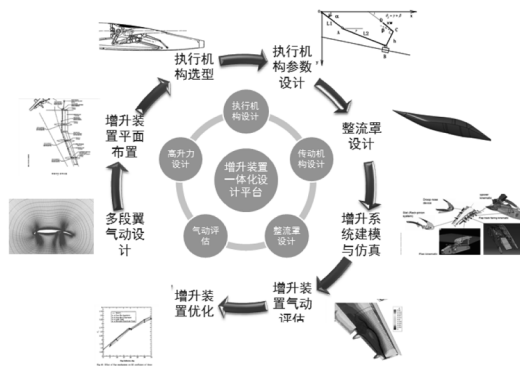 执行机
构选型
执行机
构参数
设计
整流罩
设计
增升系
统建模
与仿真
增升装
置气动
评估
增升装
置优化
多段翼
气动设
计
增升装
置平面
布置
执行机
构设计
传动机
构设计
整流罩
设计
气动评
估
高升力
设计
增升装置
一体化设
计平台